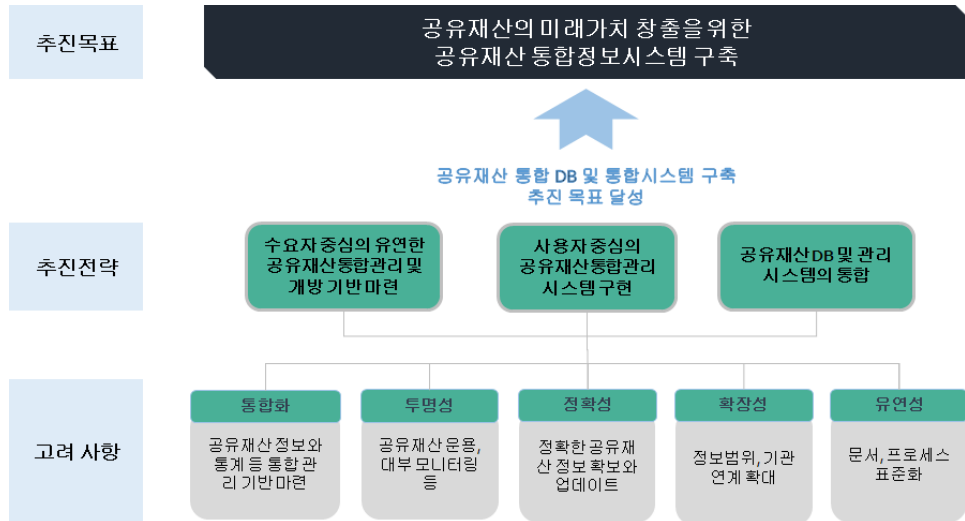 추진목표
공유재산의 미래가치 창출을 위한
공유재산 통합정보시스템 구축
공유재산 통합 DB 및 통합시스템 구축
추진 목표 달성
추진전략
수요자 중심의 유연한
공유재산통합관리 및
개방 기반 마련
사용자 중심의
공유재산통합관리
시스템 구현
공유재산 DB 및 관리
시스템의 통합
고려 사항
통합화
공유재산 정보와
통계 등 통합 관
리 기반 마련
투명성
공유재산 운용,
대부 모니터링
등
정확성
정확한 공유재
산 정보 확보와
업데이트
확장성
정보범위,기관
연계 확대
유연성
문서,프로세스
표준화